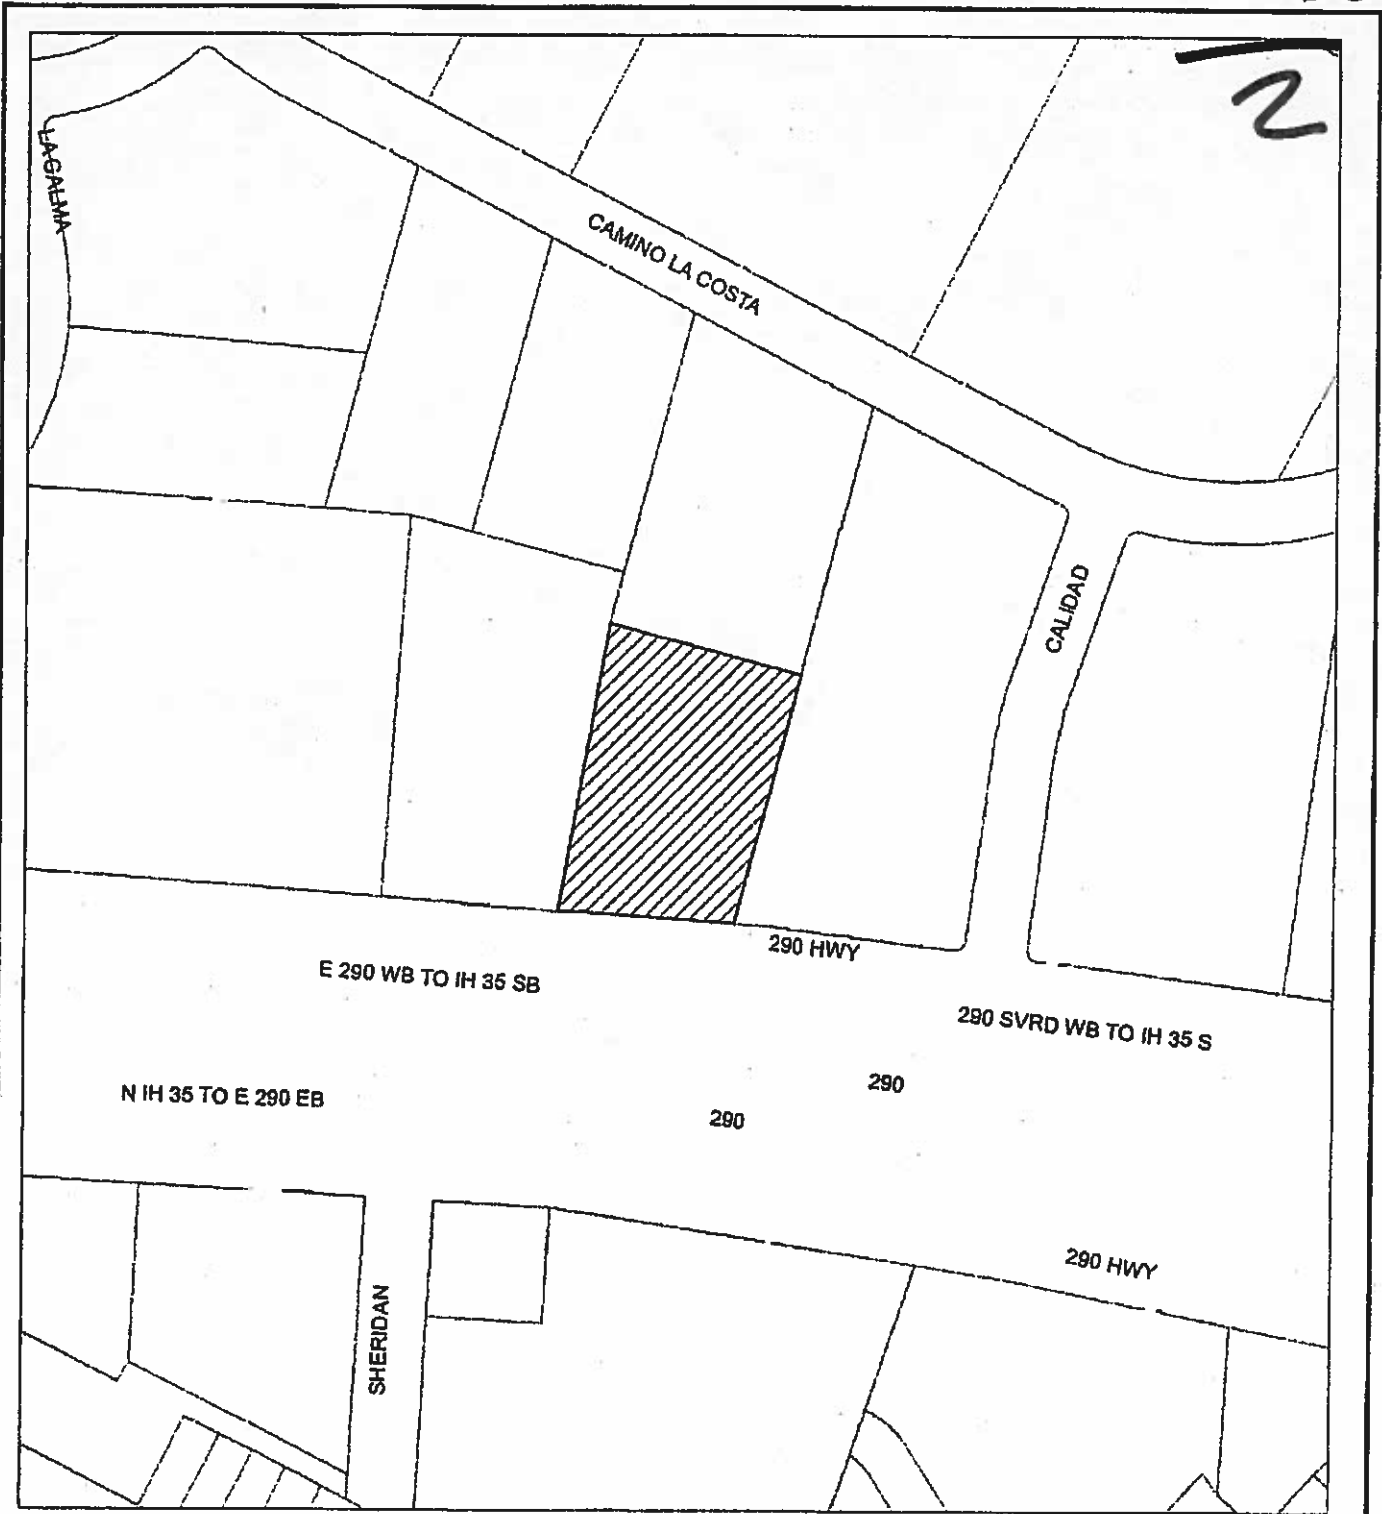 2
LA CALMA
CAMINO LA COSTA
CALIDAD
290 HWY
E 290 WB TO IH 35 SB
290 SVRD WB TO IH 35 S
290
N IH 35 TO E 290 EB
290
290 HWY
SHERIDAN